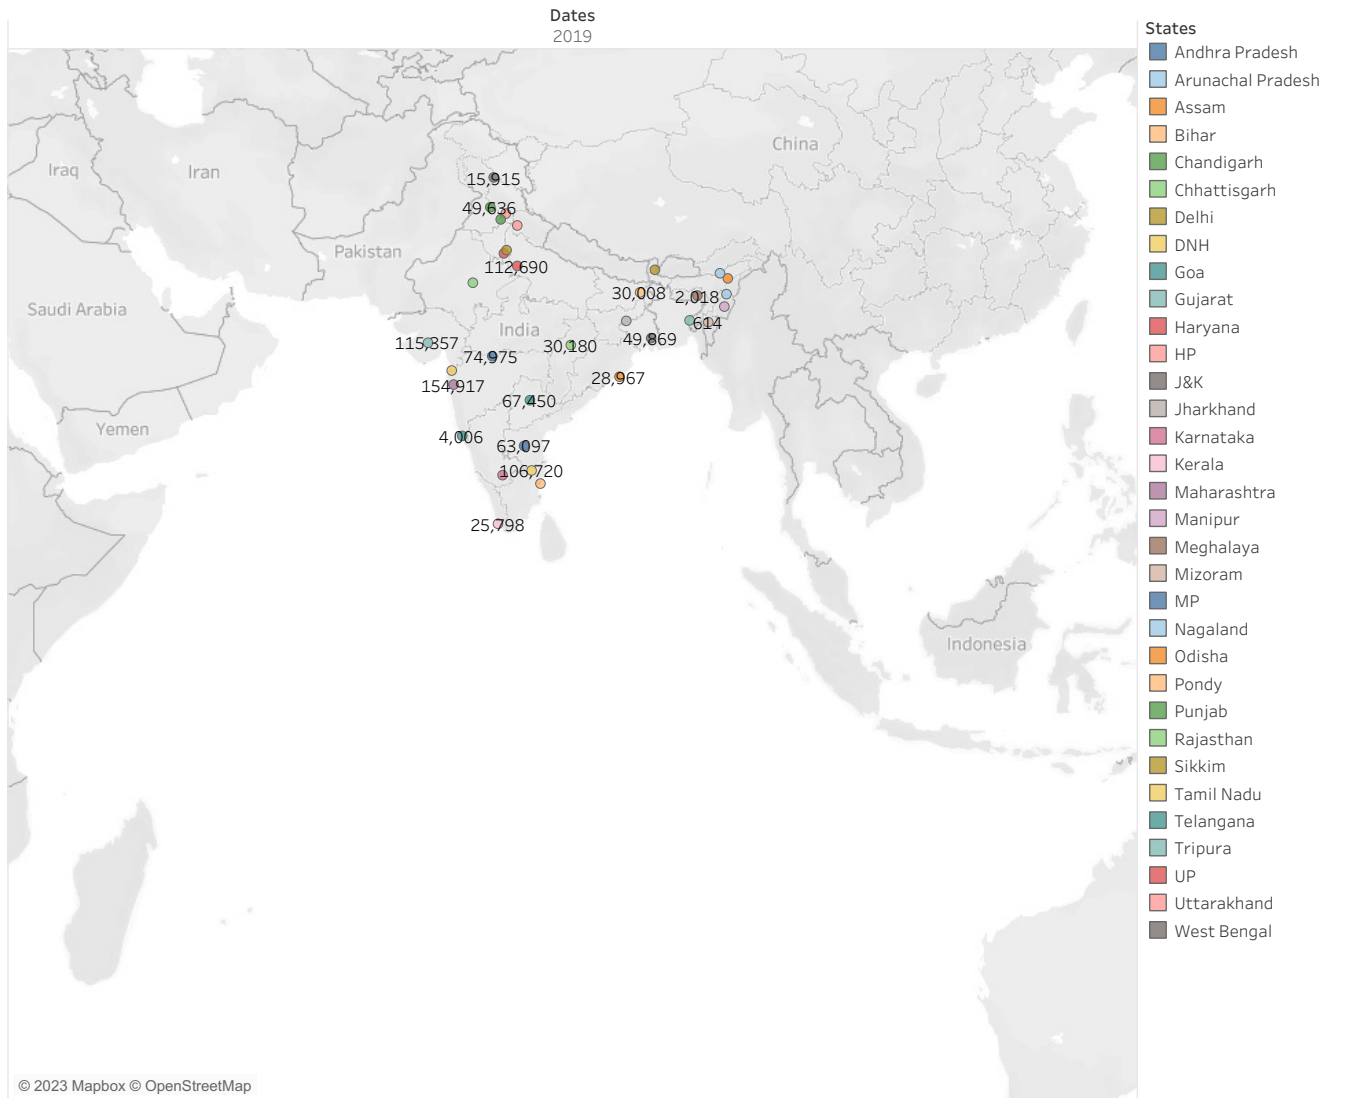 Dates
2019
States
Andhra Pradesh
Arunachal Pradesh
Assam
Bihar
Chandigarh
Chhattisgarh
Delhi
DNH
Goa
Gujarat
Haryana
HP
J&K
Jharkhand
Karnataka
Kerala
Maharashtra
Manipur
Meghalaya
Mizoram
MP
Nagaland
Odisha
Pondy
Punjab
Rajasthan
Sikkim
Tamil Nadu
Telangana
Tripura
UP
Uttarakhand
West Bengal
China
Iraq
Iran
15,915
49,636
Pakistan
112,690
30,008
2,018
Saudi Arabia
614
India
115,357
74,975
30,180
49,869
154,917
28,967
67,450
Yemen
4,006
63,097
106,720
25,798
Indonesia
© 2023 Mapbox © OpenStreetMap